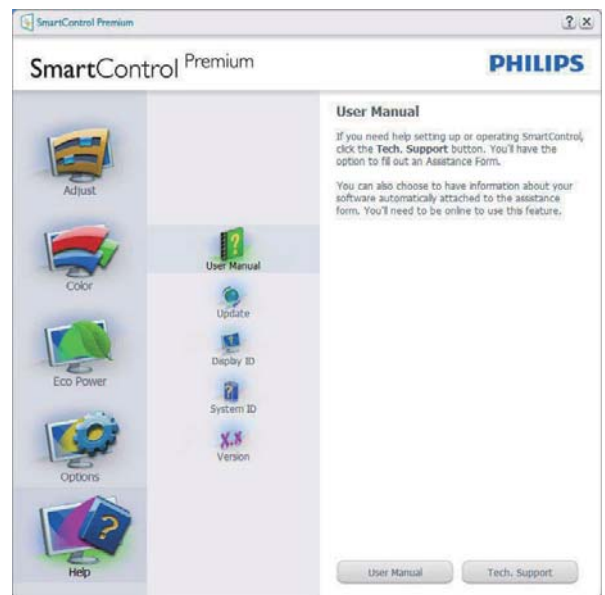 SmartControl Premium
SmartControl Premium
PHILIPS
Adjust
Color
Eco Power
Options
Help
User Manual
Update
Display ID
System ID
X.X
Version
User Manual
If you need help setting up or operating SmartControl,
click the Tech. Support button. You'll have the
option to fill out an Assistance Form.
You can also choose to have information about your
software automatically attached to the assistance
form. You'll need to be online to use this feature.
User Manual
Tech. Support